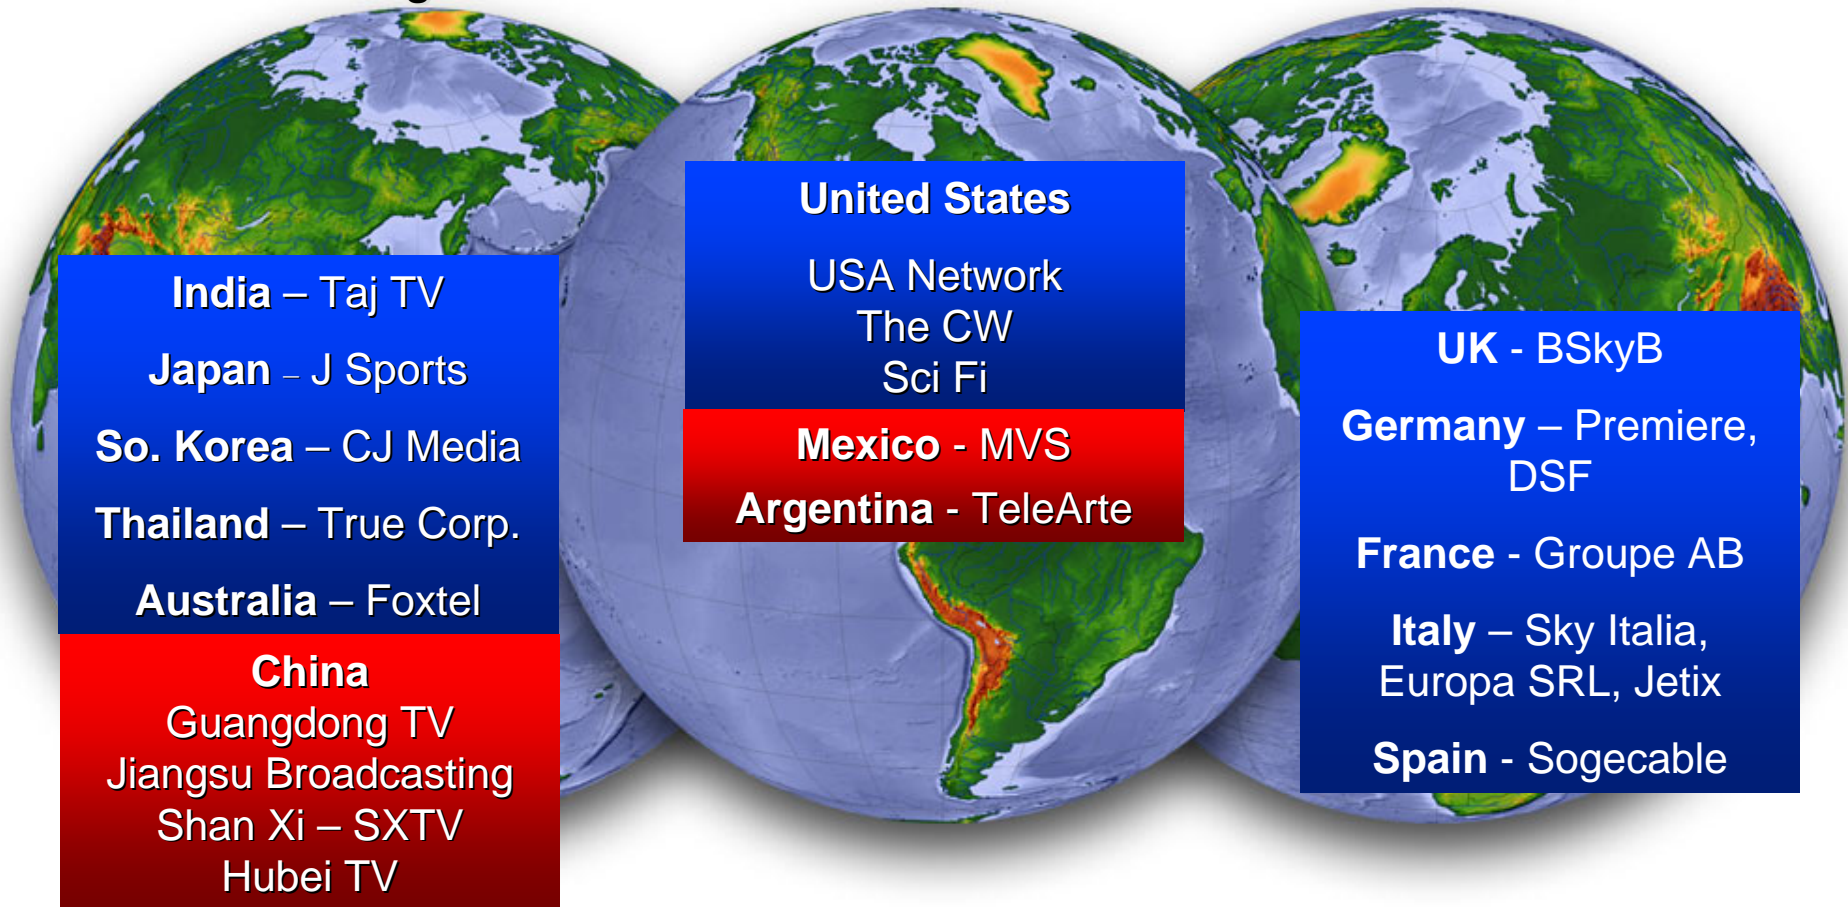 India – Taj TV
Japan – J Sports
So. Korea – CJ Media
Thailand – True Corp.
Australia – Foxtel
China
Guangdong TV
Jiangsu Broadcasting
Shan Xi – SXTV
Hubei TV
United States
USA Network
The CW
Sci Fi
Mexico - MVS
Argentina - TeleArte
UK - BSkyB
Germany – Premiere,
DSF
France - Groupe AB
Italy – Sky Italia,
Europa SRL, Jetix
Spain - Sogecable